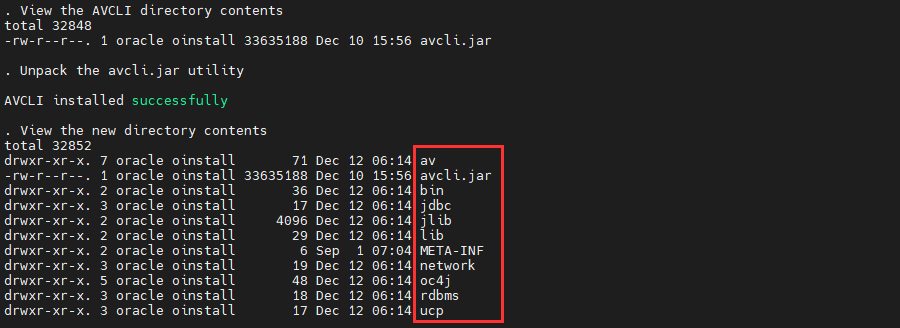 . View the AVCLI directory contents
total 32848
-rw-r--r--. 1 oracle oinstall 33635188 Dec 10 15:56 avcli.jar
. Unpack the avcli.jar utility
AVCLI installed successfully
. View the new directory contents
total 32852
drwxr-xr-x. 7 oracle oinstall       71 Dec 12 06:14 av
-rw-r--r--. 1 oracle oinstall 33635188 Dec 10 15:56 avcli.jar
drwxr-xr-x. 2 oracle oinstall       36 Dec 12 06:14 bin
drwxr-xr-x. 3 oracle oinstall       17 Dec 12 06:14 jdbc
drwxr-xr-x. 2 oracle oinstall     4096 Dec 12 06:14 jlib
drwxr-xr-x. 2 oracle oinstall       29 Dec 12 06:14 lib
drwxr-xr-x. 2 oracle oinstall        6 Sep  1 07:04 META-INF
drwxr-xr-x. 3 oracle oinstall       19 Dec 12 06:14 network
drwxr-xr-x. 5 oracle oinstall       48 Dec 12 06:14 oc4j
drwxr-xr-x. 3 oracle oinstall       18 Dec 12 06:14 rdbms
drwxr-xr-x. 3 oracle oinstall       17 Dec 12 06:14 ucp